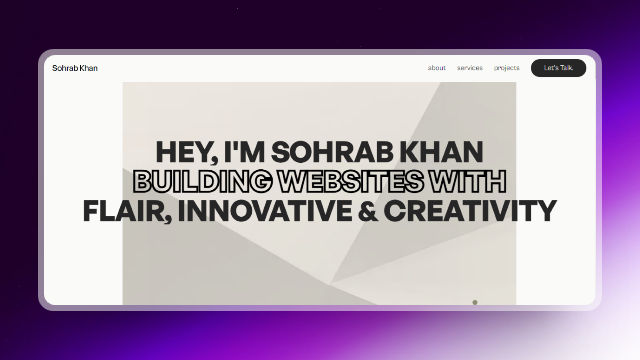 Sohrab Khan
about services projects Let's Talk.
HEY, I'M SOHRAB KHAN
BUILDING WEBSITES WITH
FLAIR, INNOVATIVE & CREATIVITY